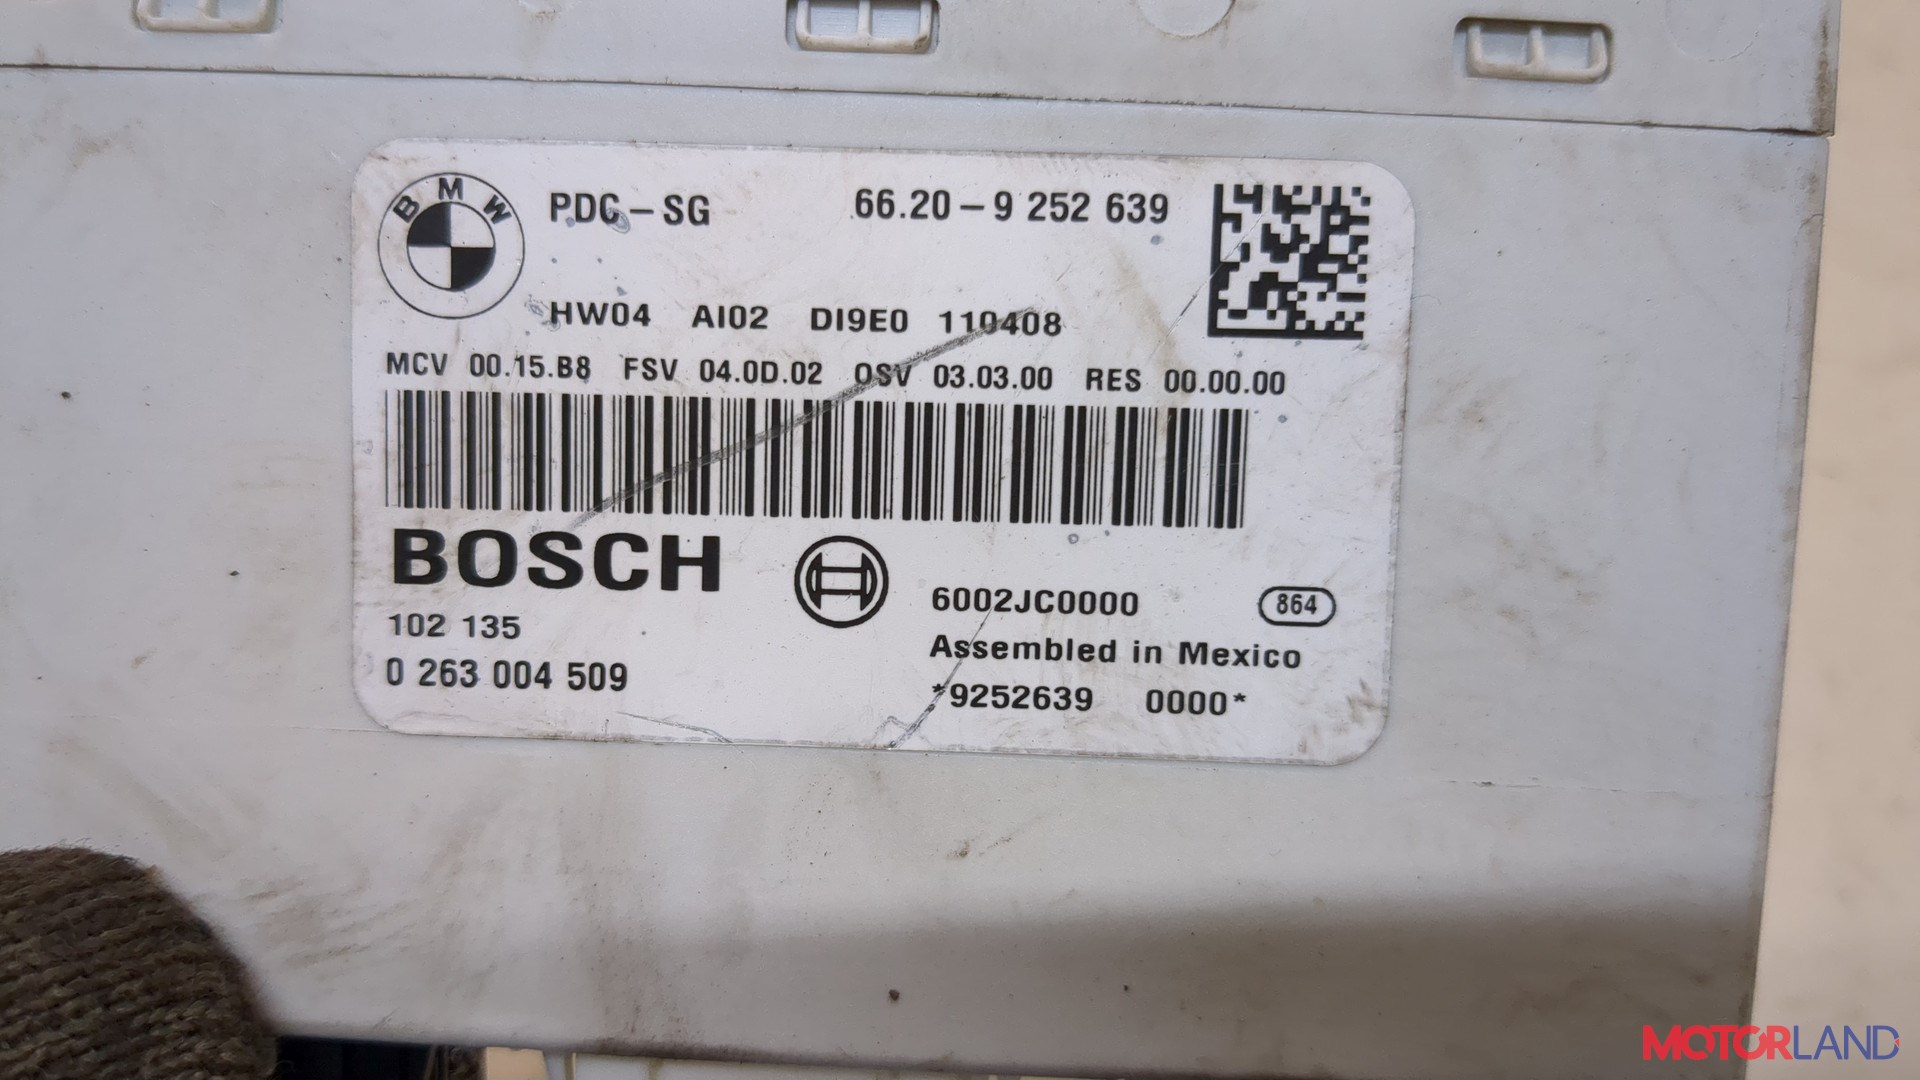 BMW
PDC-SG 66.20-9 252 639
HW04 AI02 DI9E0 110408
MCV 00.15.B8 FSV 04.0D.02 OSV 03.03.00 RES 00.00.00
BOSCH
102 135
0 263 004 509
6002JC0000 864
Assembled in Mexico
*9252639 0000*
MOTORLAND